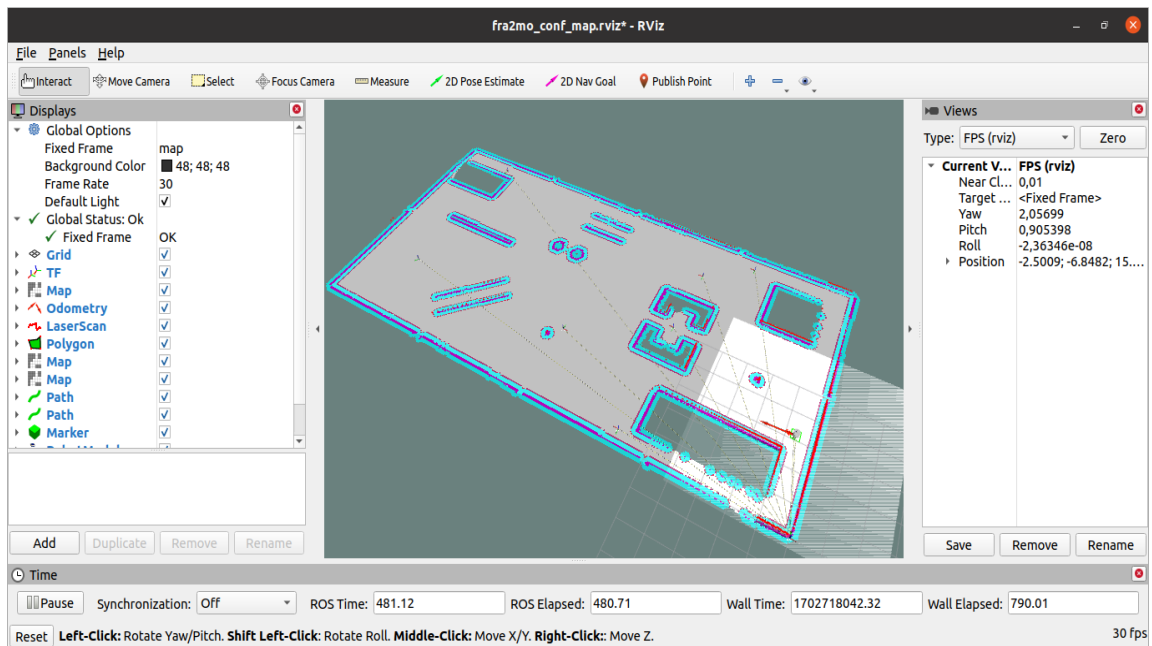 fra2mo_conf_map.rviz* - RViz
File Panels Help
Interact Move Camera Select Focus Camera Measure 2D Pose Estimate 2D Nav Goal Publish Point
Displays
Global Options
Fixed Frame map
Background Color 48; 48; 48
Frame Rate 30
Default Light
Global Status: Ok
Fixed Frame OK
Grid
TF
Map
Odometry
LaserScan
Polygon
Map
Map
Path
Path
Marker
Add Duplicate Remove Rename
Views
Type: FPS (rviz) Zero
Current V... FPS (rviz)
Near Cl... 0,01
Target ... <Fixed Frame>
Yaw 2,05699
Pitch 0,905398
Roll -2,36346e-08
Position -2.5009; -6.8482; 15....
Save Remove Rename
Time
Pause Synchronization: Off ROS Time: 481.12 ROS Elapsed: 480.71 Wall Time: 1702718042.32 Wall Elapsed: 790.01
Reset Left-Click: Rotate Yaw/Pitch. Shift Left-Click: Rotate Roll. Middle-Click: Move X/Y. Right-Click:: Move Z. 30 fps